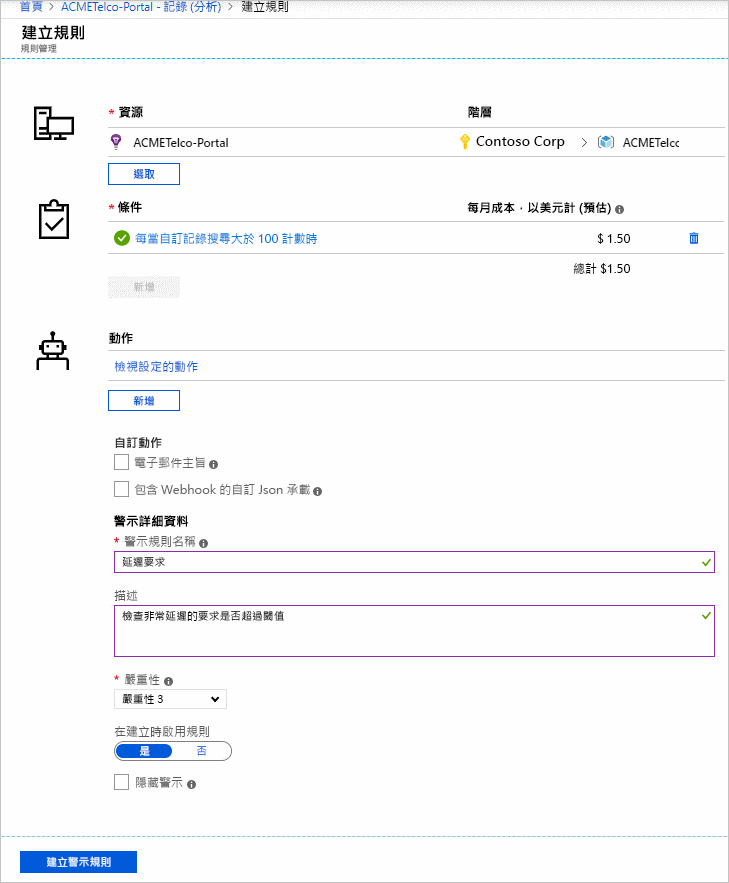 首頁 > ACMETelco-Portal - 記錄 (分析) > 建立規則
建立規則
規則管理
* 資源 階層
ACMETelco-Portal Contoso Corp > ACMETelcc
選取
* 條件 每月成本，以美元計 (預估)
每當自訂記錄搜尋大於 100 計數時 $ 1.50
總計 $1.50
新增
動作
檢視設定的動作
新增
自訂動作
電子郵件主旨
包含 Webhook 的自訂 Json 承載
警示詳細資料
* 警示規則名稱
延遲要求
描述
檢查非常延遲的要求是否超過閾值
* 嚴重性
嚴重性 3
在建立時啟用規則
是 否
隱藏警示
建立警示規則